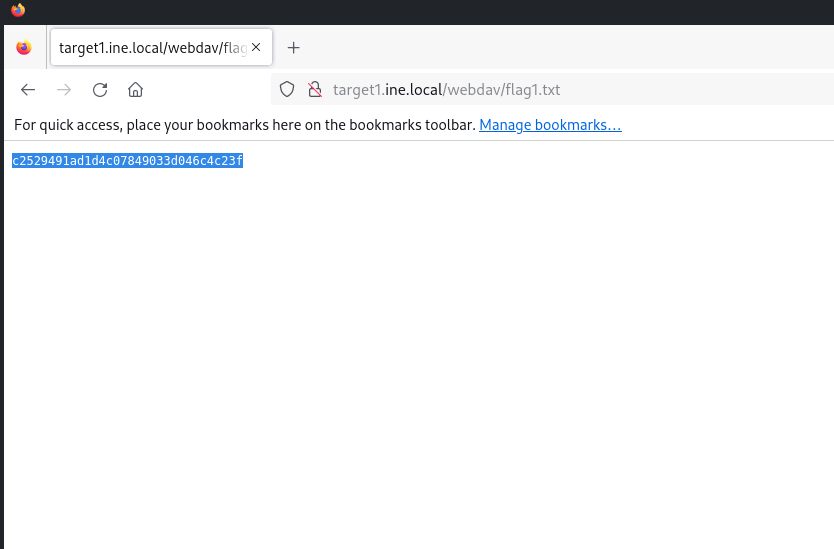 target1.ine.local/webdav/flag
target1.ine.local/webdav/flag1.txt
For quick access, place your bookmarks here on the bookmarks toolbar. Manage bookmarks…
c2529491ad1d4c07849033d046c4c23f